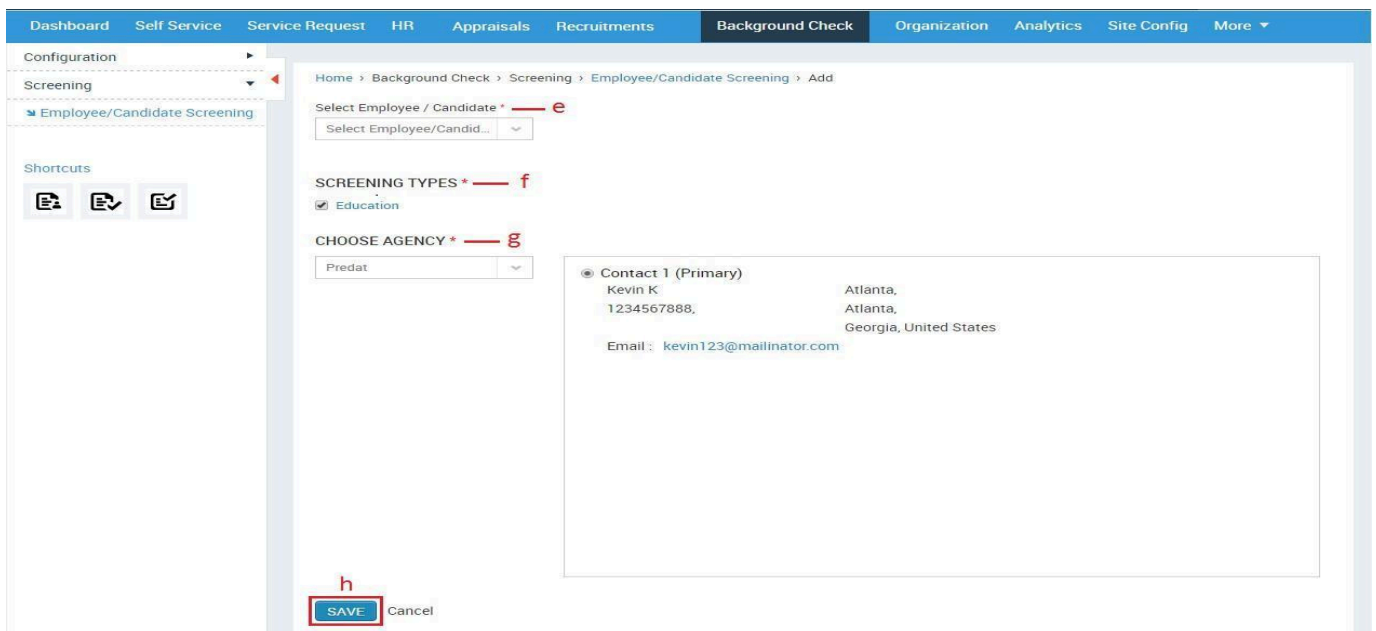 Dashboard Self Service Service Request HR Appraisals Recruitments Background Check Organization Analytics Site Config More
Configuration
Screening
Employee/Candidate Screening
Shortcuts
Home › Background Check › Screening › Employee/Candidate Screening › Add
Select Employee / Candidate * e
Select Employee/Candid...
SCREENING TYPES * f
Education
CHOOSE AGENCY * g
Predat
Contact 1 (Primary)
Kevin K Atlanta,
1234567888, Atlanta,
Georgia, United States
Email : kevin123@mailinator.com
h
SAVE Cancel